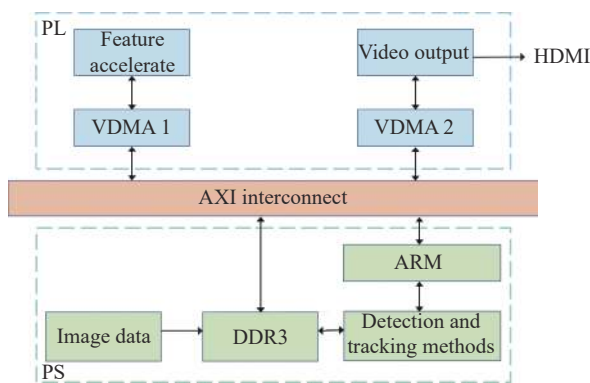 PL
Feature
accelerate
Video output
HDMI
VDMA 1
VDMA 2
AXI interconnect
ARM
Image data
DDR3
Detection and
tracking methods
PS